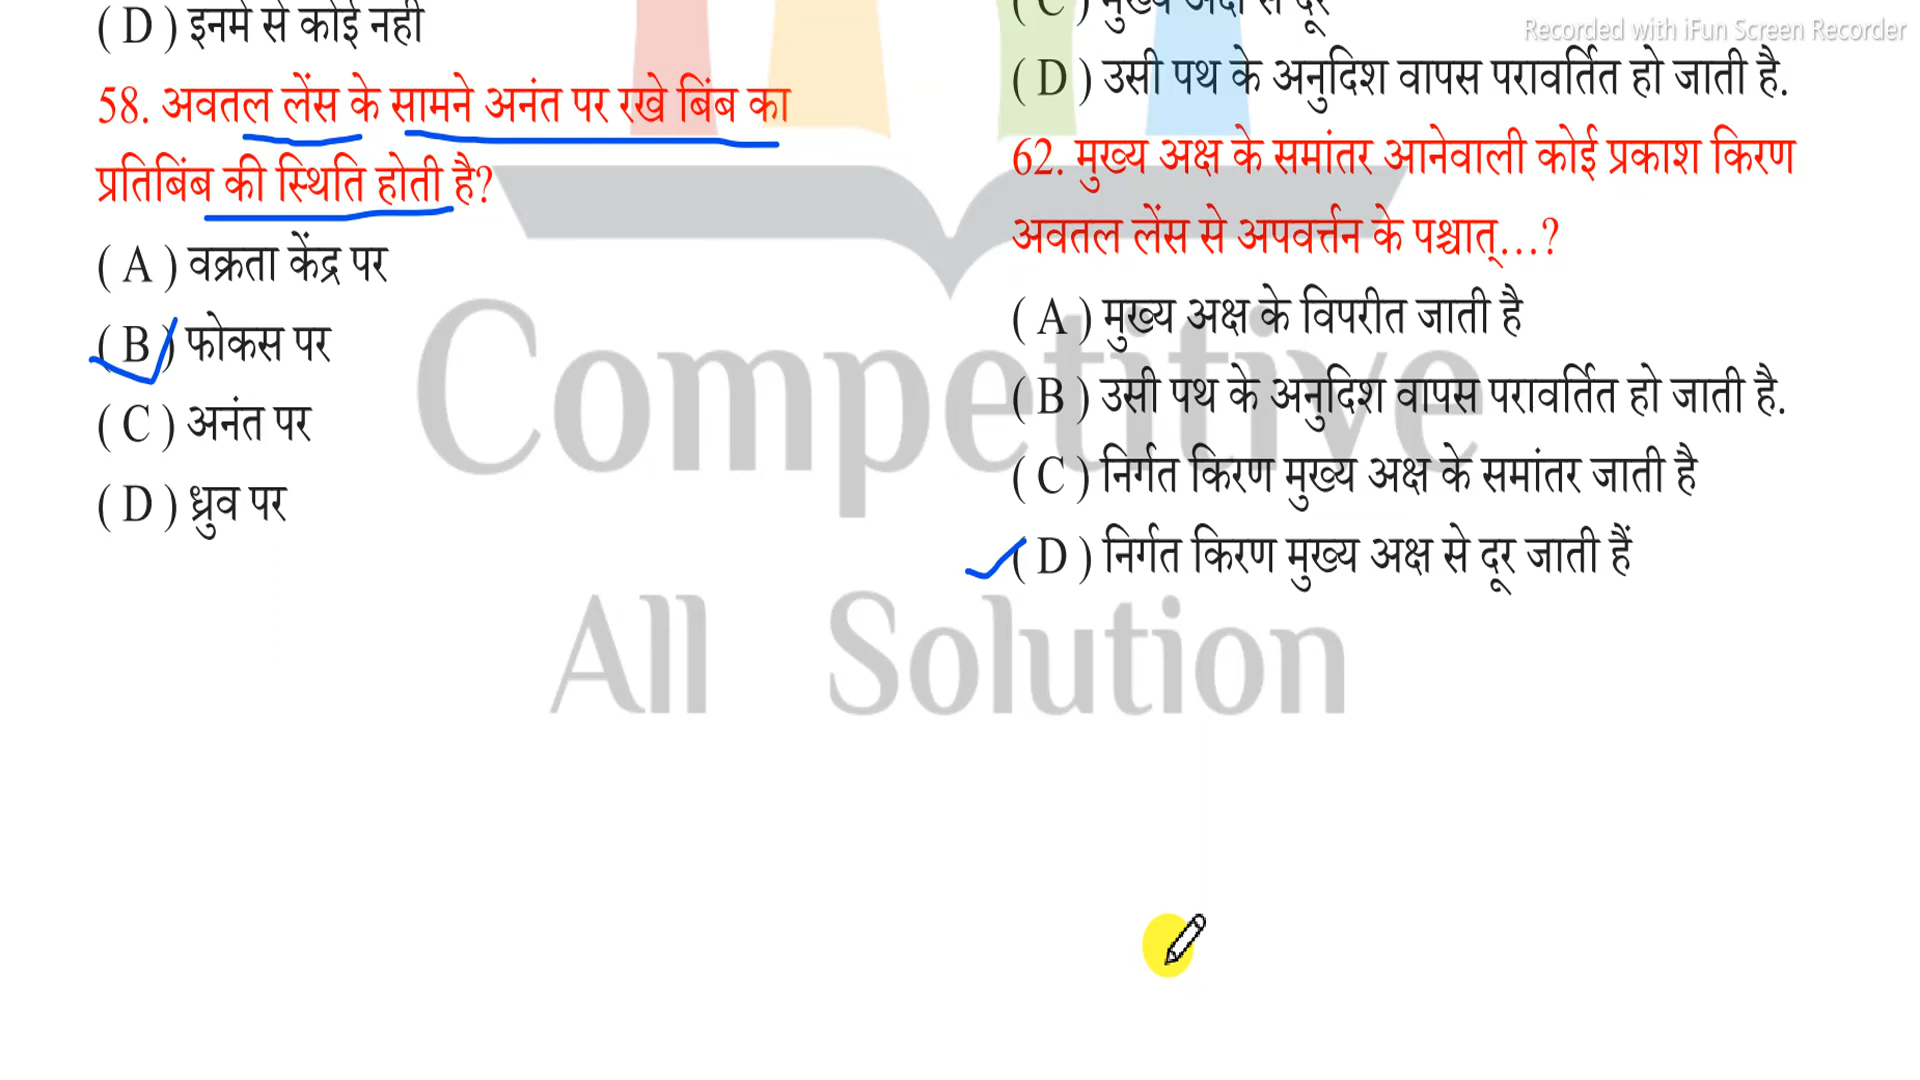 ( D ) इनमें से कोई नहीं
58. अवतल लेंस के सामने अनंत पर रखे बिंब का
प्रतिबिंब की स्थिति होती है?
( A ) वक्रता केंद्र पर
( B ) फोकस पर
( C ) अनंत पर
( D ) ध्रुव पर
( C ) मुख्य अक्ष से दूर
( D ) उसी पथ के अनुदिश वापस परावर्तित हो जाती है.
62. मुख्य अक्ष के समांतर आनेवाली कोई प्रकाश किरण
अवतल लेंस से अपवर्त्तन के पश्चात्...?
( A ) मुख्य अक्ष के विपरीत जाती है
( B ) उसी पथ के अनुदिश वापस परावर्तित हो जाती है.
( C ) निर्गत किरण मुख्य अक्ष के समांतर जाती है
( D ) निर्गत किरण मुख्य अक्ष से दूर जाती हैं
Competitive
All Solution
Recorded with iFun Screen Recorder